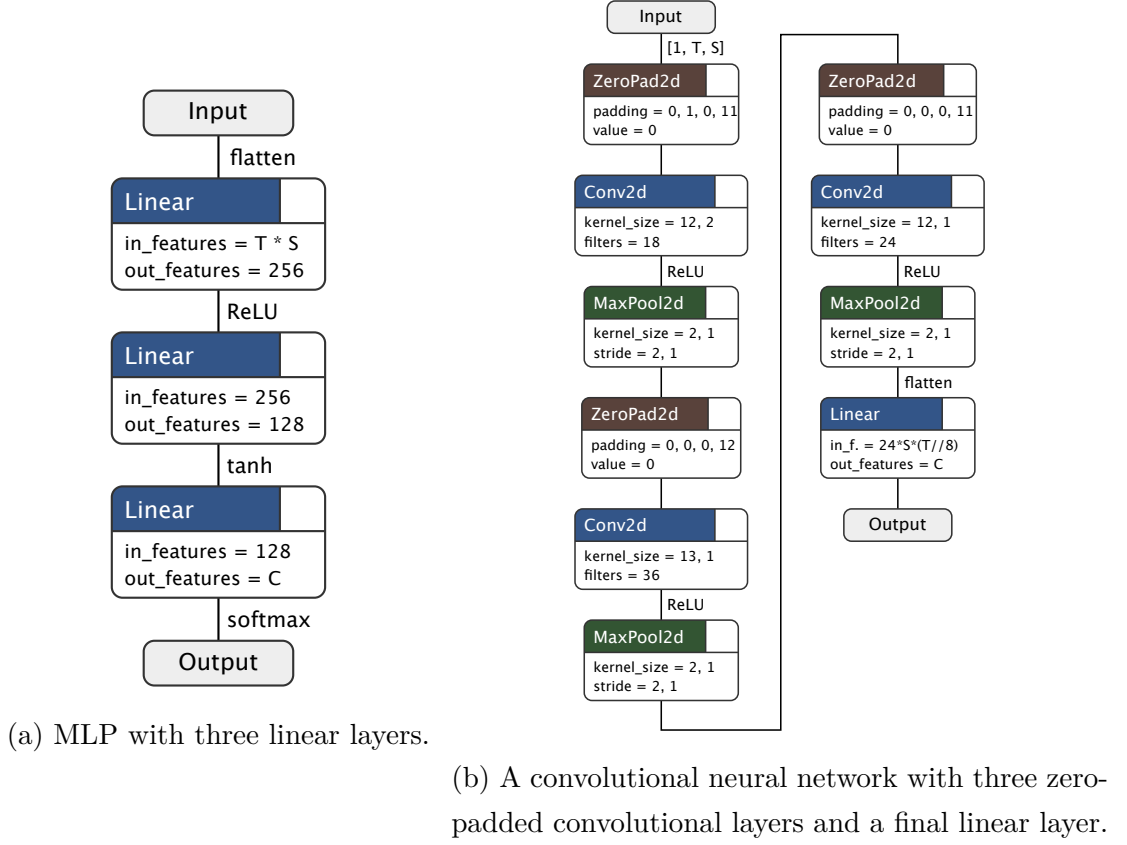 Input
flatten
Linear
in_features = T * S
out_features = 256
ReLU
Linear
in_features = 256
out_features = 128
tanh
Linear
in_features = 128
out_features = C
softmax
Output
(a) MLP with three linear layers.
Input
[1, T, S]
ZeroPad2d
padding = 0, 1, 0, 11
value = 0
Conv2d
kernel_size = 12, 2
filters = 18
ReLU
MaxPool2d
kernel_size = 2, 1
stride = 2, 1
ZeroPad2d
padding = 0, 0, 0, 12
value = 0
Conv2d
kernel_size = 13, 1
filters = 36
ReLU
MaxPool2d
kernel_size = 2, 1
stride = 2, 1
ZeroPad2d
padding = 0, 0, 0, 11
value = 0
Conv2d
kernel_size = 12, 1
filters = 24
ReLU
MaxPool2d
kernel_size = 2, 1
stride = 2, 1
flatten
Linear
in_f. = 24*S*(T//8)
out_features = C
Output
(b) A convolutional neural network with three zero-
padded convolutional layers and a final linear layer.